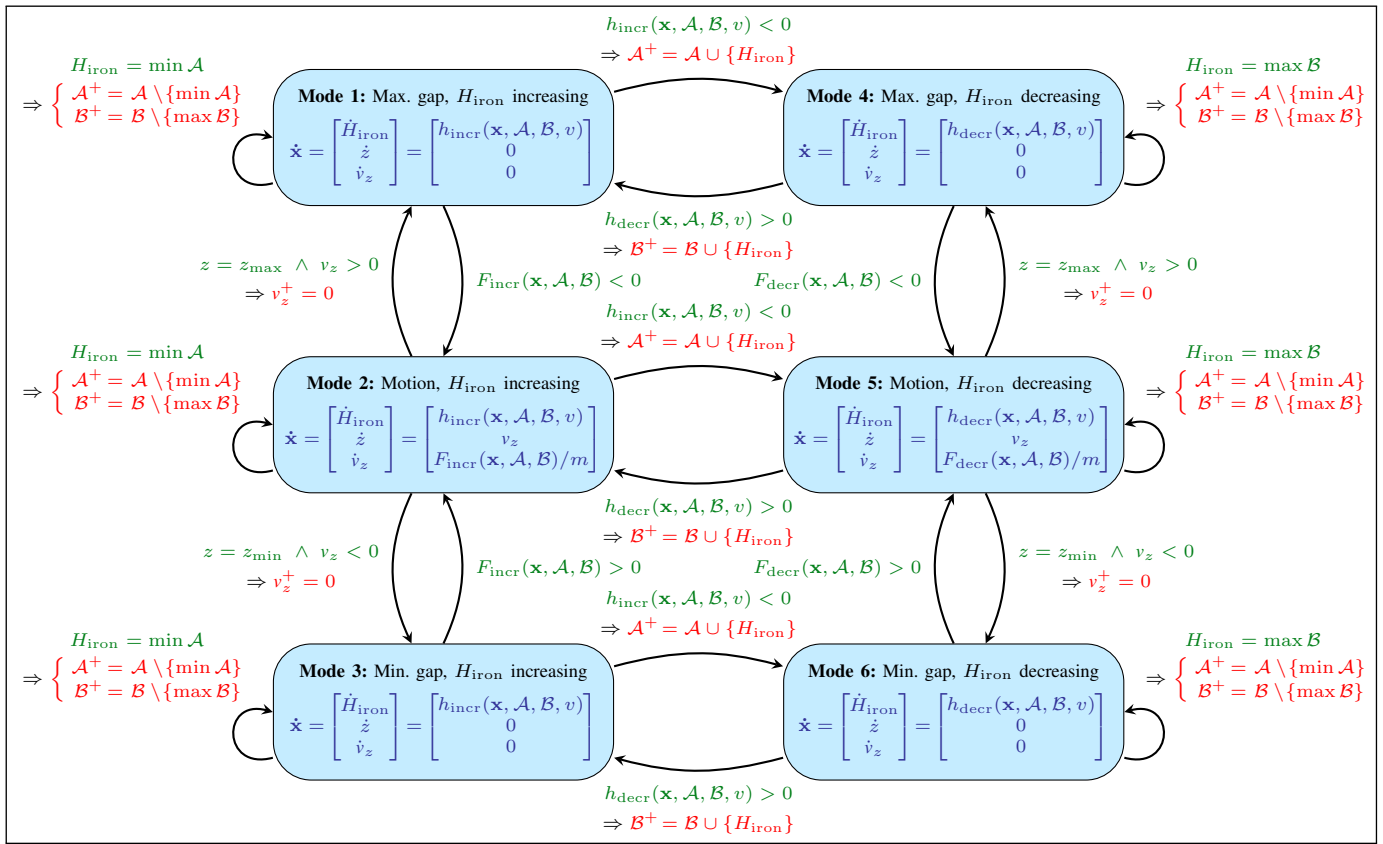 h_incr(x, A, B, v) < 0
⇒ A⁺ = A ∪ {H_iron}
H_iron = min A
⇒ { A⁺ = A \ {min A}
B⁺ = B \ {max B}
Mode 1: Max. gap, H_iron increasing
ẋ = [Ḣ_iron; ż; v̇_z] = [h_incr(x, A, B, v); 0; 0]
Mode 4: Max. gap, H_iron decreasing
ẋ = [Ḣ_iron; ż; v̇_z] = [h_decr(x, A, B, v); 0; 0]
H_iron = max B
⇒ { A⁺ = A \ {min A}
B⁺ = B \ {max B}
h_decr(x, A, B, v) > 0
⇒ B⁺ = B ∪ {H_iron}
z = z_max ∧ v_z > 0
⇒ v_z⁺ = 0
F_incr(x, A, B) < 0
F_decr(x, A, B) < 0
z = z_max ∧ v_z > 0
⇒ v_z⁺ = 0
h_incr(x, A, B, v) < 0
⇒ A⁺ = A ∪ {H_iron}
H_iron = min A
⇒ { A⁺ = A \ {min A}
B⁺ = B \ {max B}
Mode 2: Motion, H_iron increasing
ẋ = [Ḣ_iron; ż; v̇_z] = [h_incr(x, A, B, v); v_z; F_incr(x, A, B)/m]
Mode 5: Motion, H_iron decreasing
ẋ = [Ḣ_iron; ż; v̇_z] = [h_decr(x, A, B, v); v_z; F_decr(x, A, B)/m]
H_iron = max B
⇒ { A⁺ = A \ {min A}
B⁺ = B \ {max B}
h_decr(x, A, B, v) > 0
⇒ B⁺ = B ∪ {H_iron}
z = z_min ∧ v_z < 0
⇒ v_z⁺ = 0
F_incr(x, A, B) > 0
F_decr(x, A, B) > 0
z = z_min ∧ v_z < 0
⇒ v_z⁺ = 0
h_incr(x, A, B, v) < 0
⇒ A⁺ = A ∪ {H_iron}
H_iron = min A
⇒ { A⁺ = A \ {min A}
B⁺ = B \ {max B}
Mode 3: Min. gap, H_iron increasing
ẋ = [Ḣ_iron; ż; v̇_z] = [h_incr(x, A, B, v); 0; 0]
Mode 6: Min. gap, H_iron decreasing
ẋ = [Ḣ_iron; ż; v̇_z] = [h_decr(x, A, B, v); 0; 0]
H_iron = max B
⇒ { A⁺ = A \ {min A}
B⁺ = B \ {max B}
h_decr(x, A, B, v) > 0
⇒ B⁺ = B ∪ {H_iron}